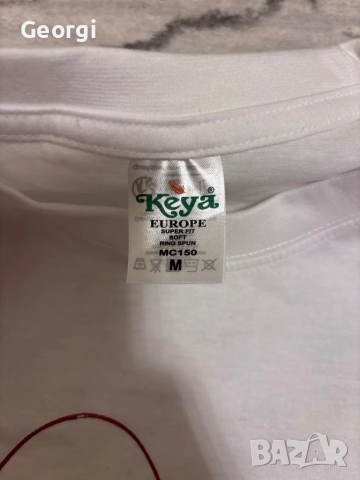 Georgi
Keya
EUROPE
SUPER FIT
SOFT
RING SPUN
MC150
M
BAZAR